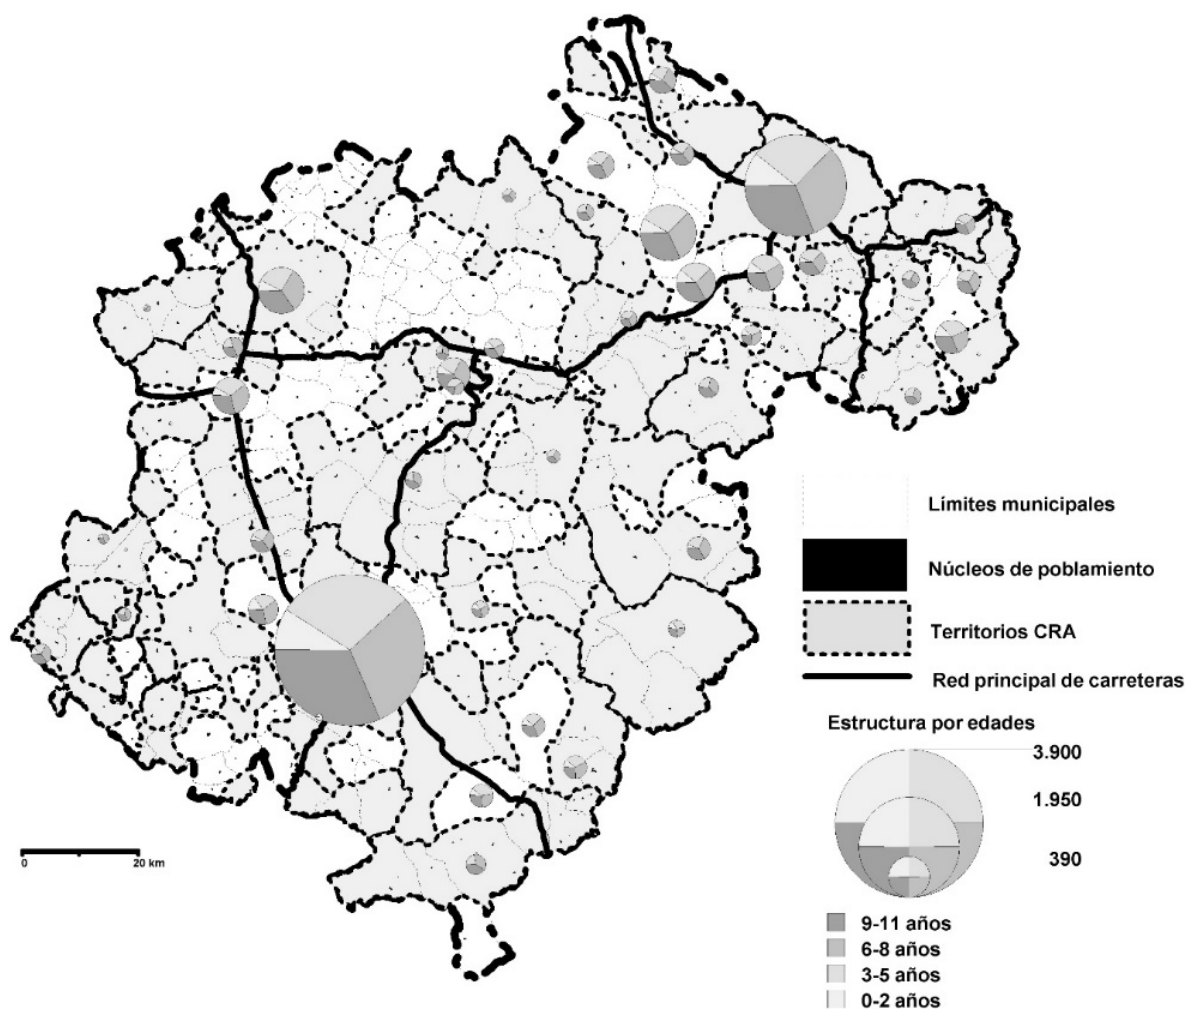 Límites municipales
Núcleos de poblamiento
Territorios CRA
Red principal de carreteras
Estructura por edades
3.900
1.950
390
0
20 km
9-11 años
6-8 años
3-5 años
0-2 años